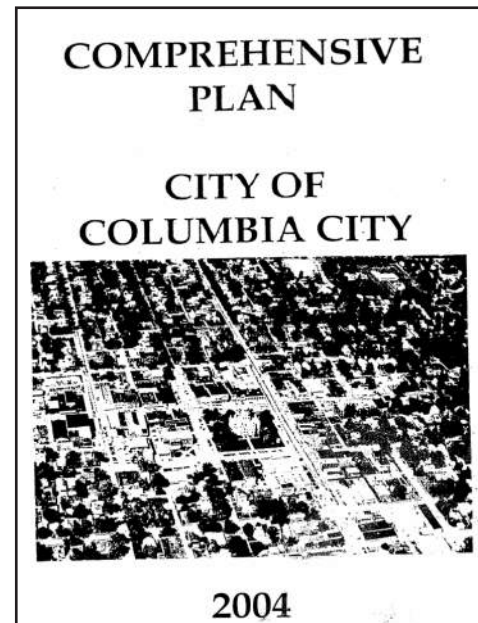 COMPREHENSIVE
PLAN
CITY OF
COLUMBIA CITY
2004